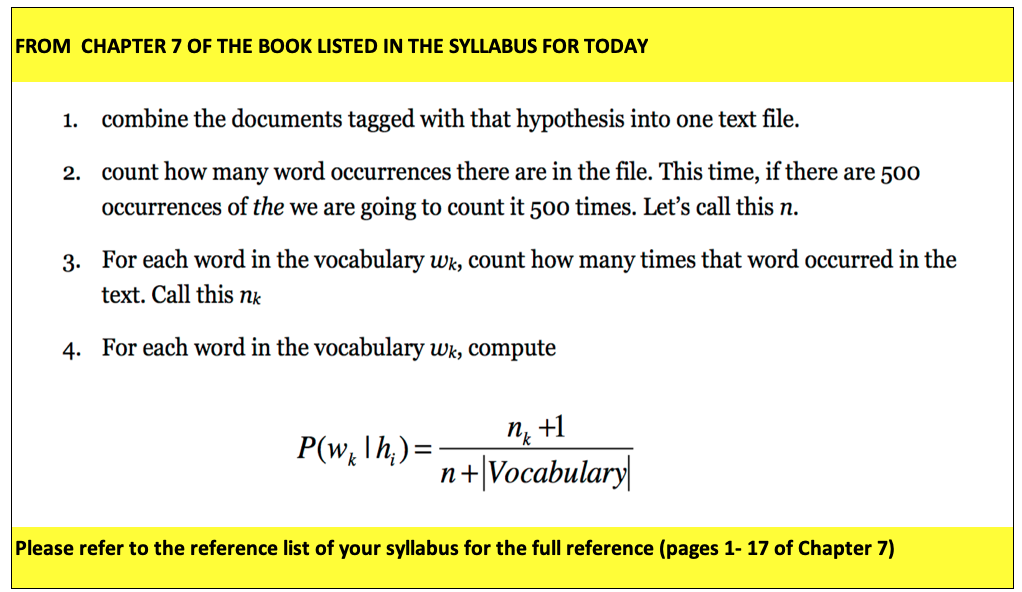 FROM  CHAPTER 7 OF THE BOOK LISTED IN THE SYLLABUS FOR TODAY
1. combine the documents tagged with that hypothesis into one text file.
2. count how many word occurrences there are in the file. This time, if there are 500
occurrences of the we are going to count it 500 times. Let’s call this n.
3. For each word in the vocabulary wk, count how many times that word occurred in the
text. Call this nk
4. For each word in the vocabulary wk, compute
P(wk | hi) = (nk + 1) / (n + |Vocabulary|)
Please refer to the reference list of your syllabus for the full reference (pages 1- 17 of Chapter 7)